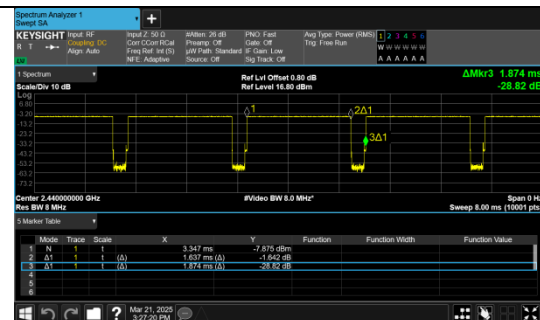 Spectrum Analyzer 1
Swept SA
+
KEYSIGHT Input: RF Input Z: 50 Ω #Atten: 26 dB PNO: Fast Avg Type: Power (RMS) 1 2 3 4 5 6
R T Coupling: DC Corr CCorr RCal Preamp: Off Gate: Off Trig: Free Run W W W W W W
Align: Auto Freq Ref: Int (S) µW Path: Standard IF Gain: Low A A A A A A
LXI NFE: Adaptive Source: Off Sig Track: Off
1 Spectrum Ref Lvl Offset 0.80 dB ΔMkr3 1.874 ms
Scale/Div 10 dB Ref Level 16.80 dBm -28.82 dB
Log
6.80
-3.20
-13.2
-23.2
-33.2
-43.2
-53.2
-63.2
-73.2
1
2Δ1
3Δ1
Center 2.440000000 GHz #Video BW 8.0 MHz* Span 0 Hz
Res BW 8 MHz Sweep 8.00 ms (10001 pts)
5 Marker Table
Mode Trace Scale X Y Function Function Width Function Value
1 N 1 t 3.347 ms -7.875 dBm
2 Δ1 1 t (Δ) 1.637 ms (Δ) -1.642 dB
3 Δ1 1 t (Δ) 1.874 ms (Δ) -28.82 dB
4
5
6
? Mar 21, 2025
3:27:20 PM